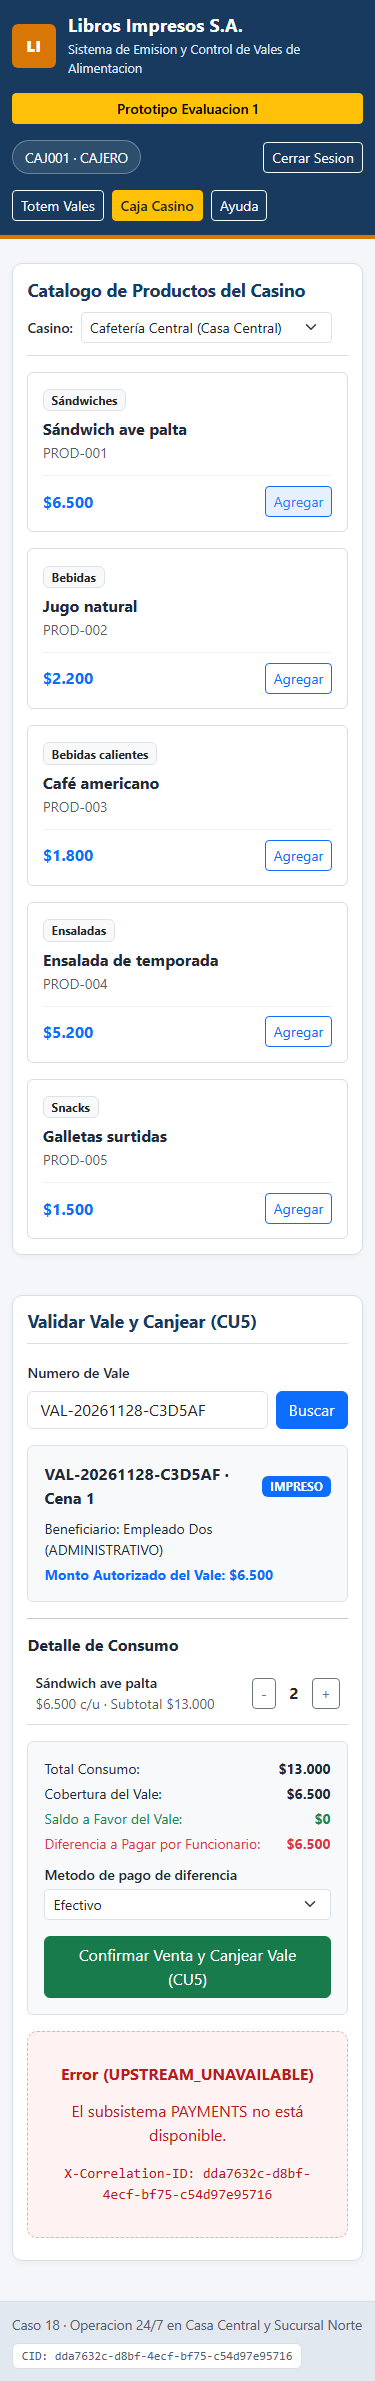 LI
Libros Impresos S.A.
Sistema de Emision y Control de Vales de
Alimentacion
Prototipo Evaluacion 1
CAJ001 · CAJERO
Cerrar Sesion
Totem Vales
Caja Casino
Ayuda
Catalogo de Productos del Casino
Casino:
Cafetería Central (Casa Central)
Sándwiches
Sándwich ave palta
PROD-001
$6.500
Agregar
Bebidas
Jugo natural
PROD-002
$2.200
Agregar
Bebidas calientes
Café americano
PROD-003
$1.800
Agregar
Ensaladas
Ensalada de temporada
PROD-004
$5.200
Agregar
Snacks
Galletas surtidas
PROD-005
$1.500
Agregar
Validar Vale y Canjear (CU5)
Numero de Vale
VAL-20261128-C3D5AF
Buscar
VAL-20261128-C3D5AF ·
Cena 1
IMPRESO
Beneficiario: Empleado Dos
(ADMINISTRATIVO)
Monto Autorizado del Vale: $6.500
Detalle de Consumo
Sándwich ave palta
$6.500 c/u · Subtotal $13.000
- 2 +
Total Consumo: $13.000
Cobertura del Vale: $6.500
Saldo a Favor del Vale: $0
Diferencia a Pagar por Funcionario: $6.500
Metodo de pago de diferencia
Efectivo
Confirmar Venta y Canjear Vale
(CU5)
Error (UPSTREAM_UNAVAILABLE)
El subsistema PAYMENTS no está
disponible.
X-Correlation-ID: dda7632c-d8bf-
4ecf-bf75-c54d97e95716
Caso 18 · Operacion 24/7 en Casa Central y Sucursal Norte
CID: dda7632c-d8bf-4ecf-bf75-c54d97e95716